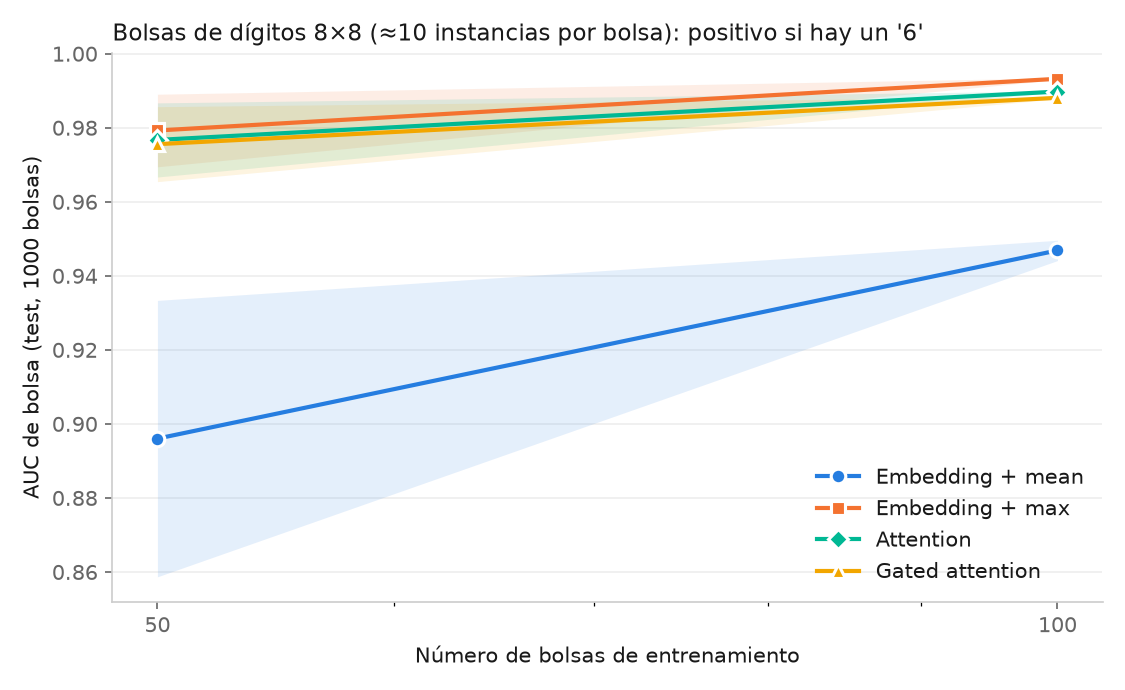 Bolsas de dígitos 8×8 (≈10 instancias por bolsa): positivo si hay un '6'
AUC de bolsa (test, 1000 bolsas)
1.00
0.98
0.96
0.94
0.92
0.90
0.88
0.86
Embedding + mean
Embedding + max
Attention
Gated attention
50
100
Número de bolsas de entrenamiento